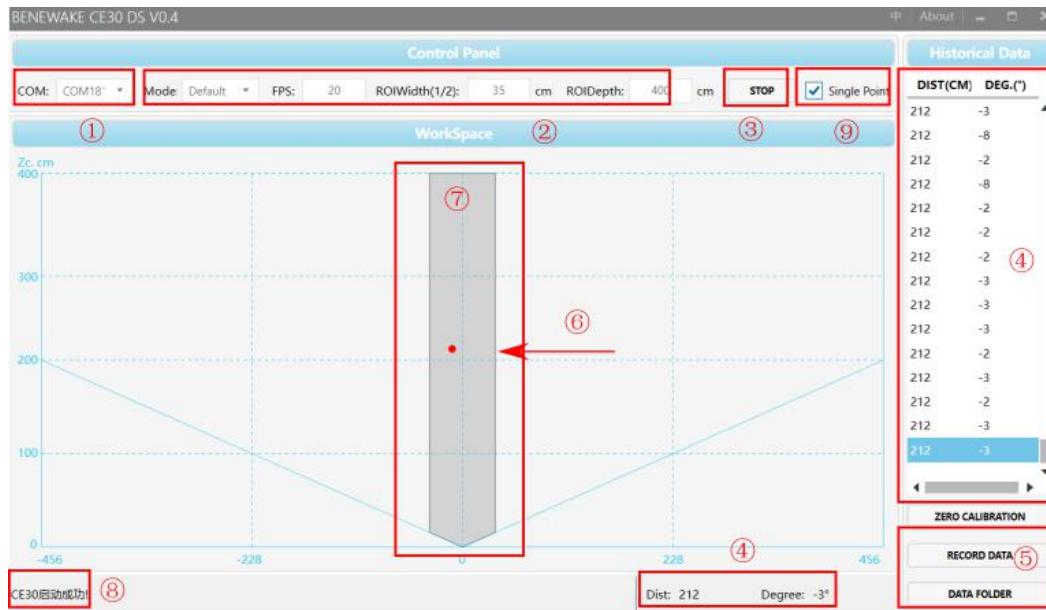 BENEWAKE CE30 DS V0.4 中 About
Control Panel
Historical Data
COM: COM18 Mode: Default FPS: 20 ROIWidth(1/2): 35 cm ROIDepth: 400 cm STOP Single Point
① ② ③ ⑨
WorkSpace
DIST(CM) DEG.(°)
212 -3
212 -8
212 -2
212 -8
212 -2
212 -2
212 -2
212 -3
212 -3
212 -3
212 -2
212 -3
212 -2
212 -3
212 -3
④
Zc. cm
400
300
200
100
0
-456 -228 0 228 456
⑦
⑥
ZERO CALIBRATION
RECORD DATA
⑤
DATA FOLDER
④
CE30启动成功!
⑧
Dist: 212 Degree: -3°